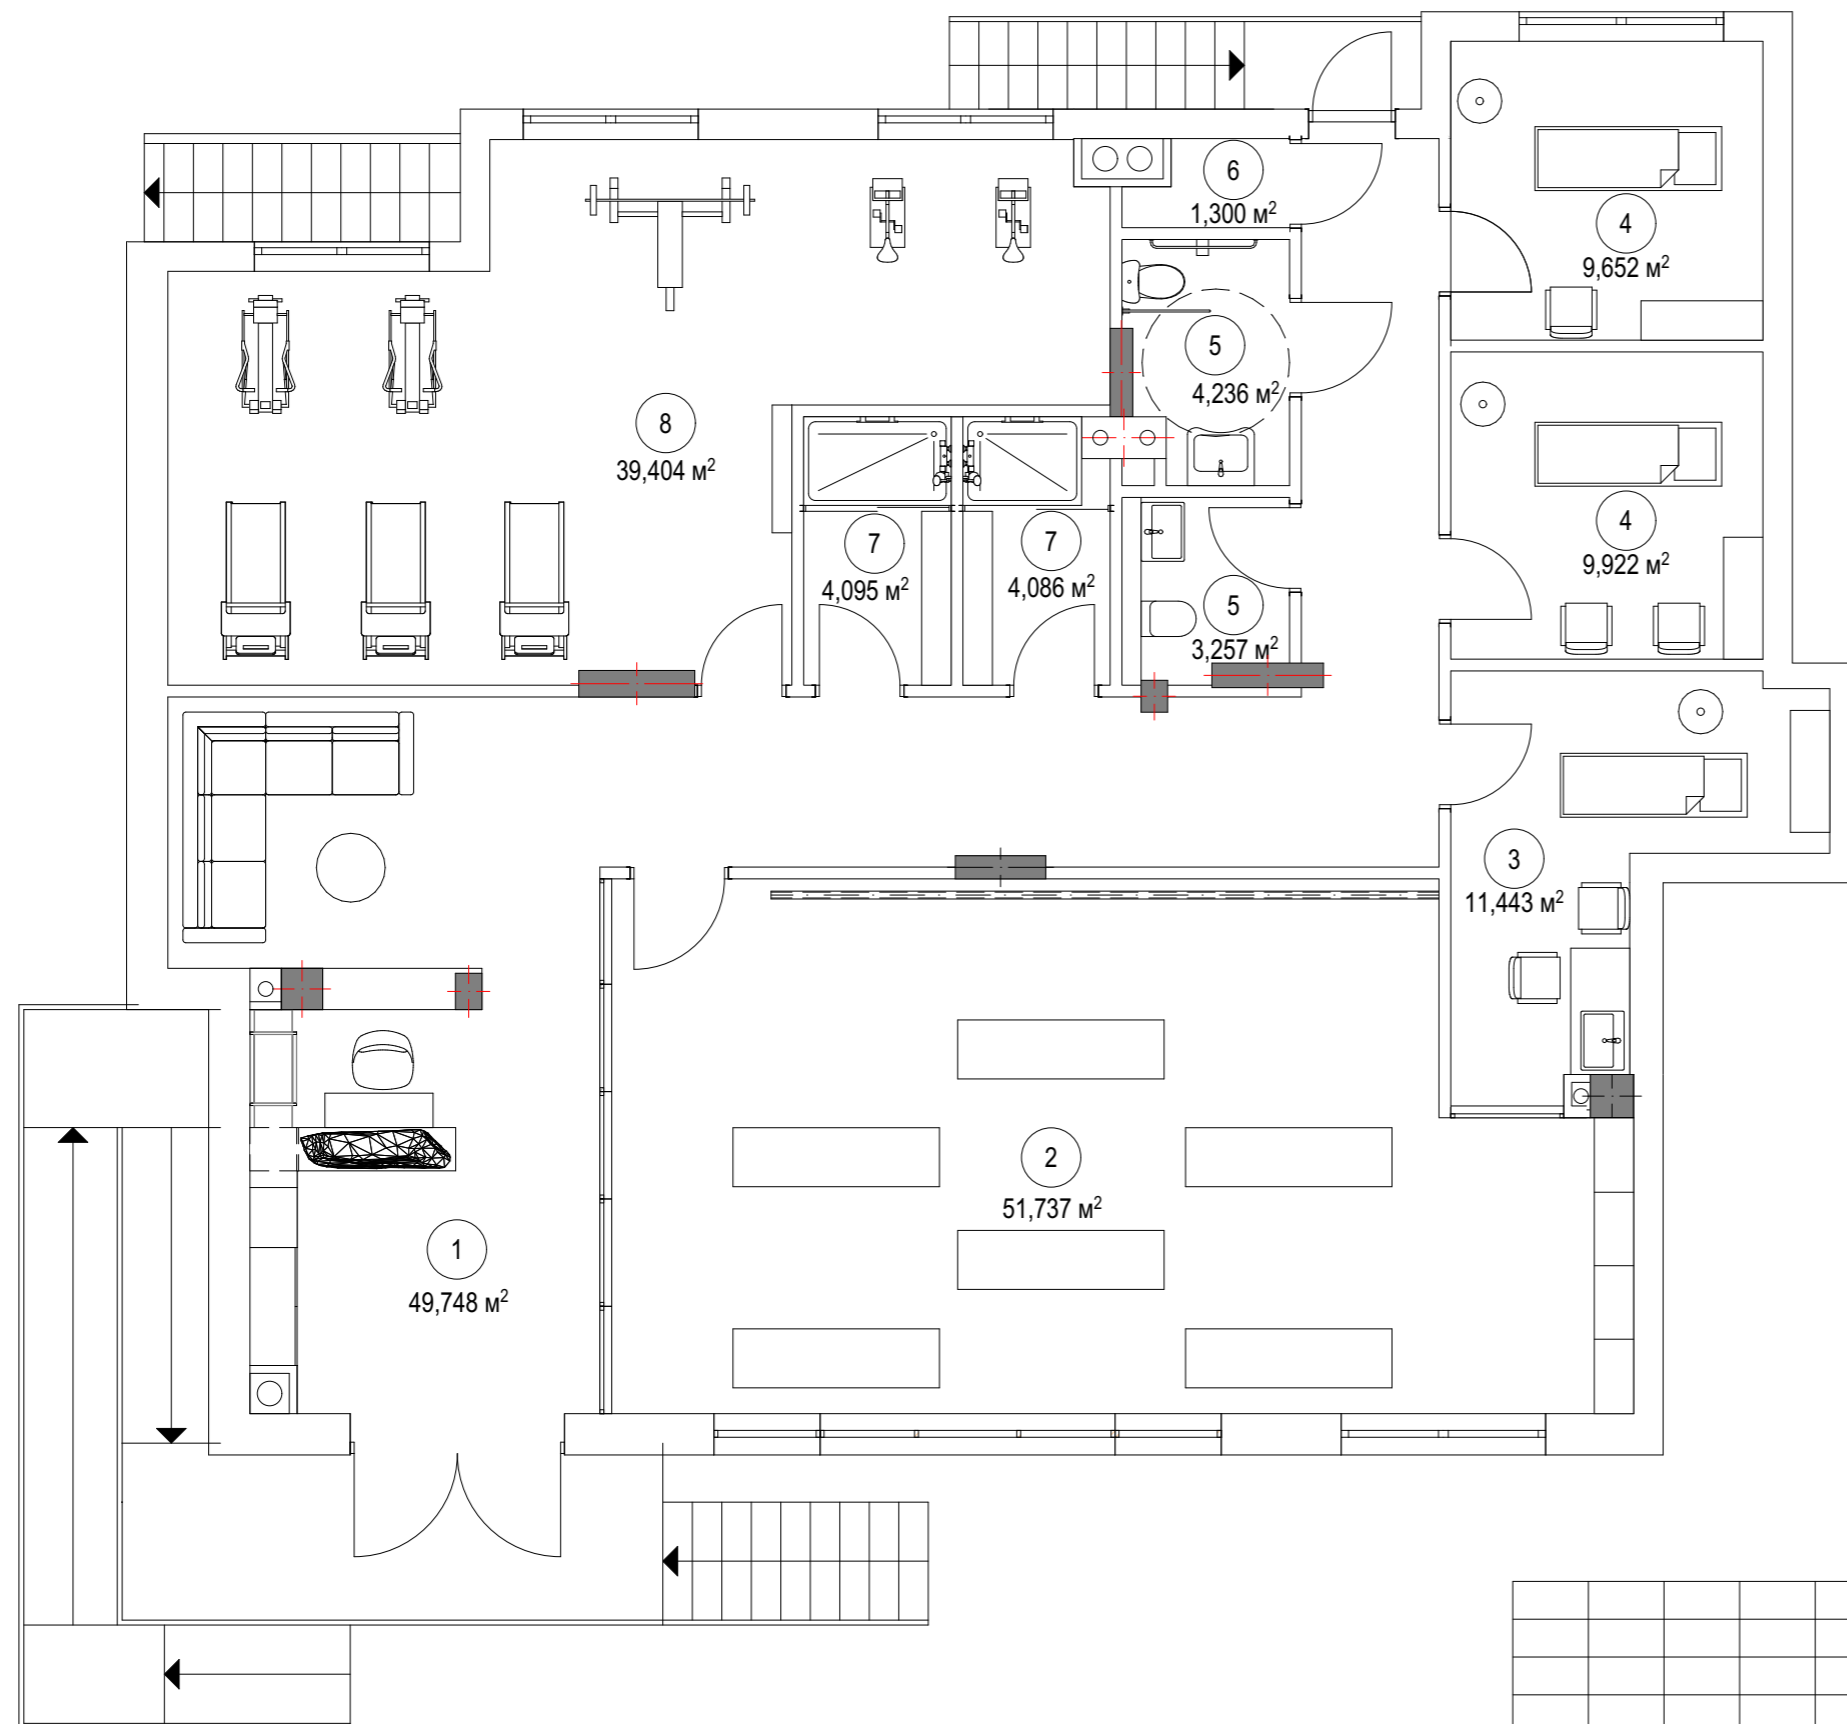 6
1,300 м²
4
9,652 м²
5
4,236 м²
8
39,404 м²
4
9,922 м²
7
4,095 м²
7
4,086 м²
5
3,257 м²
3
11,443 м²
2
51,737 м²
1
49,748 м²